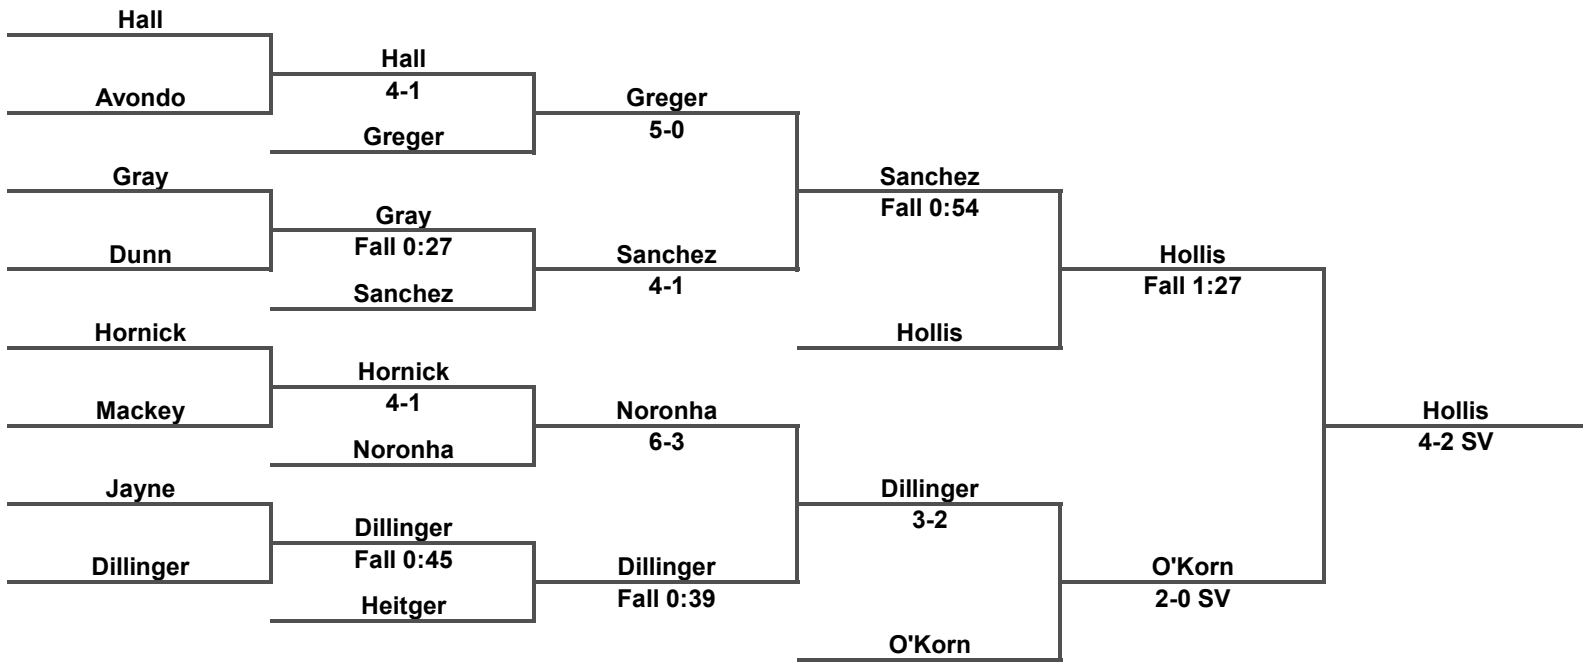 Hall
Hall
4-1
Avondo
Greger
5-0
Greger
Gray
Sanchez
Fall 0:54
Gray
Fall 0:27
Dunn
Sanchez
4-1
Hollis
Fall 1:27
Sanchez
Hornick
Hollis
Hornick
4-1
Mackey
Noronha
6-3
Hollis
4-2 SV
Noronha
Jayne
Dillinger
3-2
Dillinger
Fall 0:45
Dillinger
Dillinger
Fall 0:39
O'Korn
2-0 SV
Heitger
O'Korn